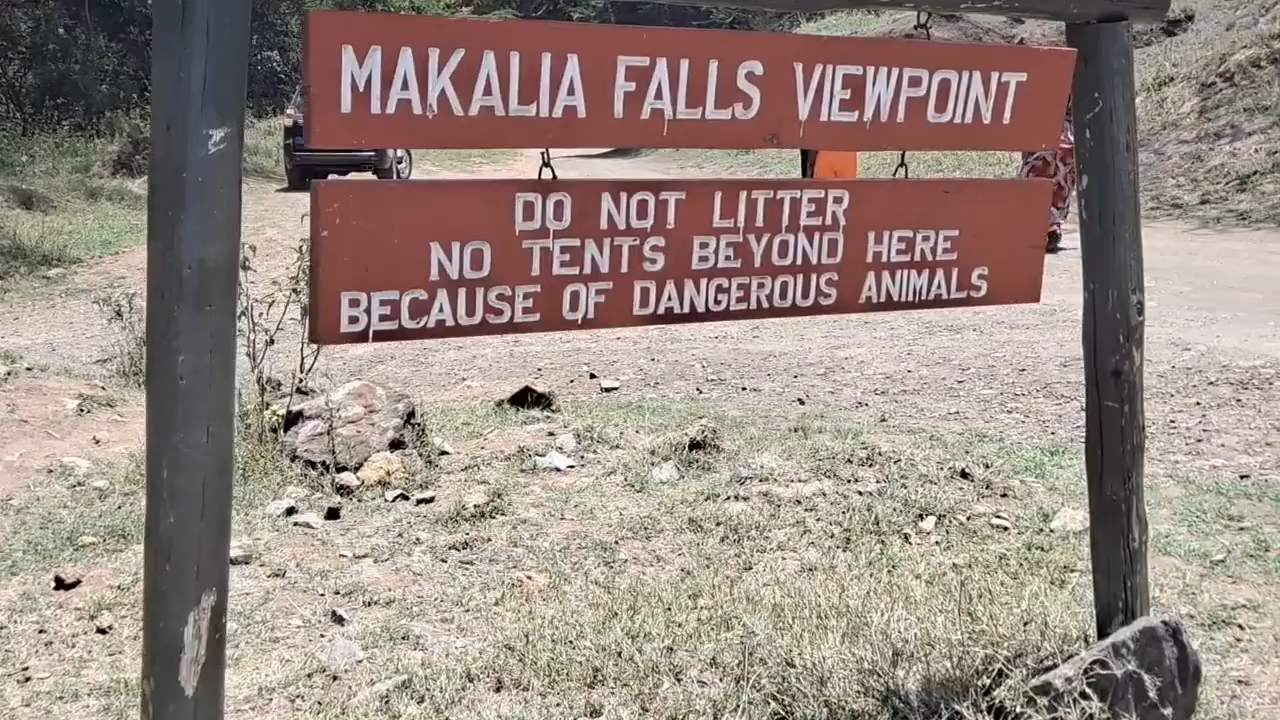 MAKALIA FALLS VIEWPOINT
DO NOT LITTER
NO TENTS BEYOND HERE
BECAUSE OF DANGEROUS ANIMALS